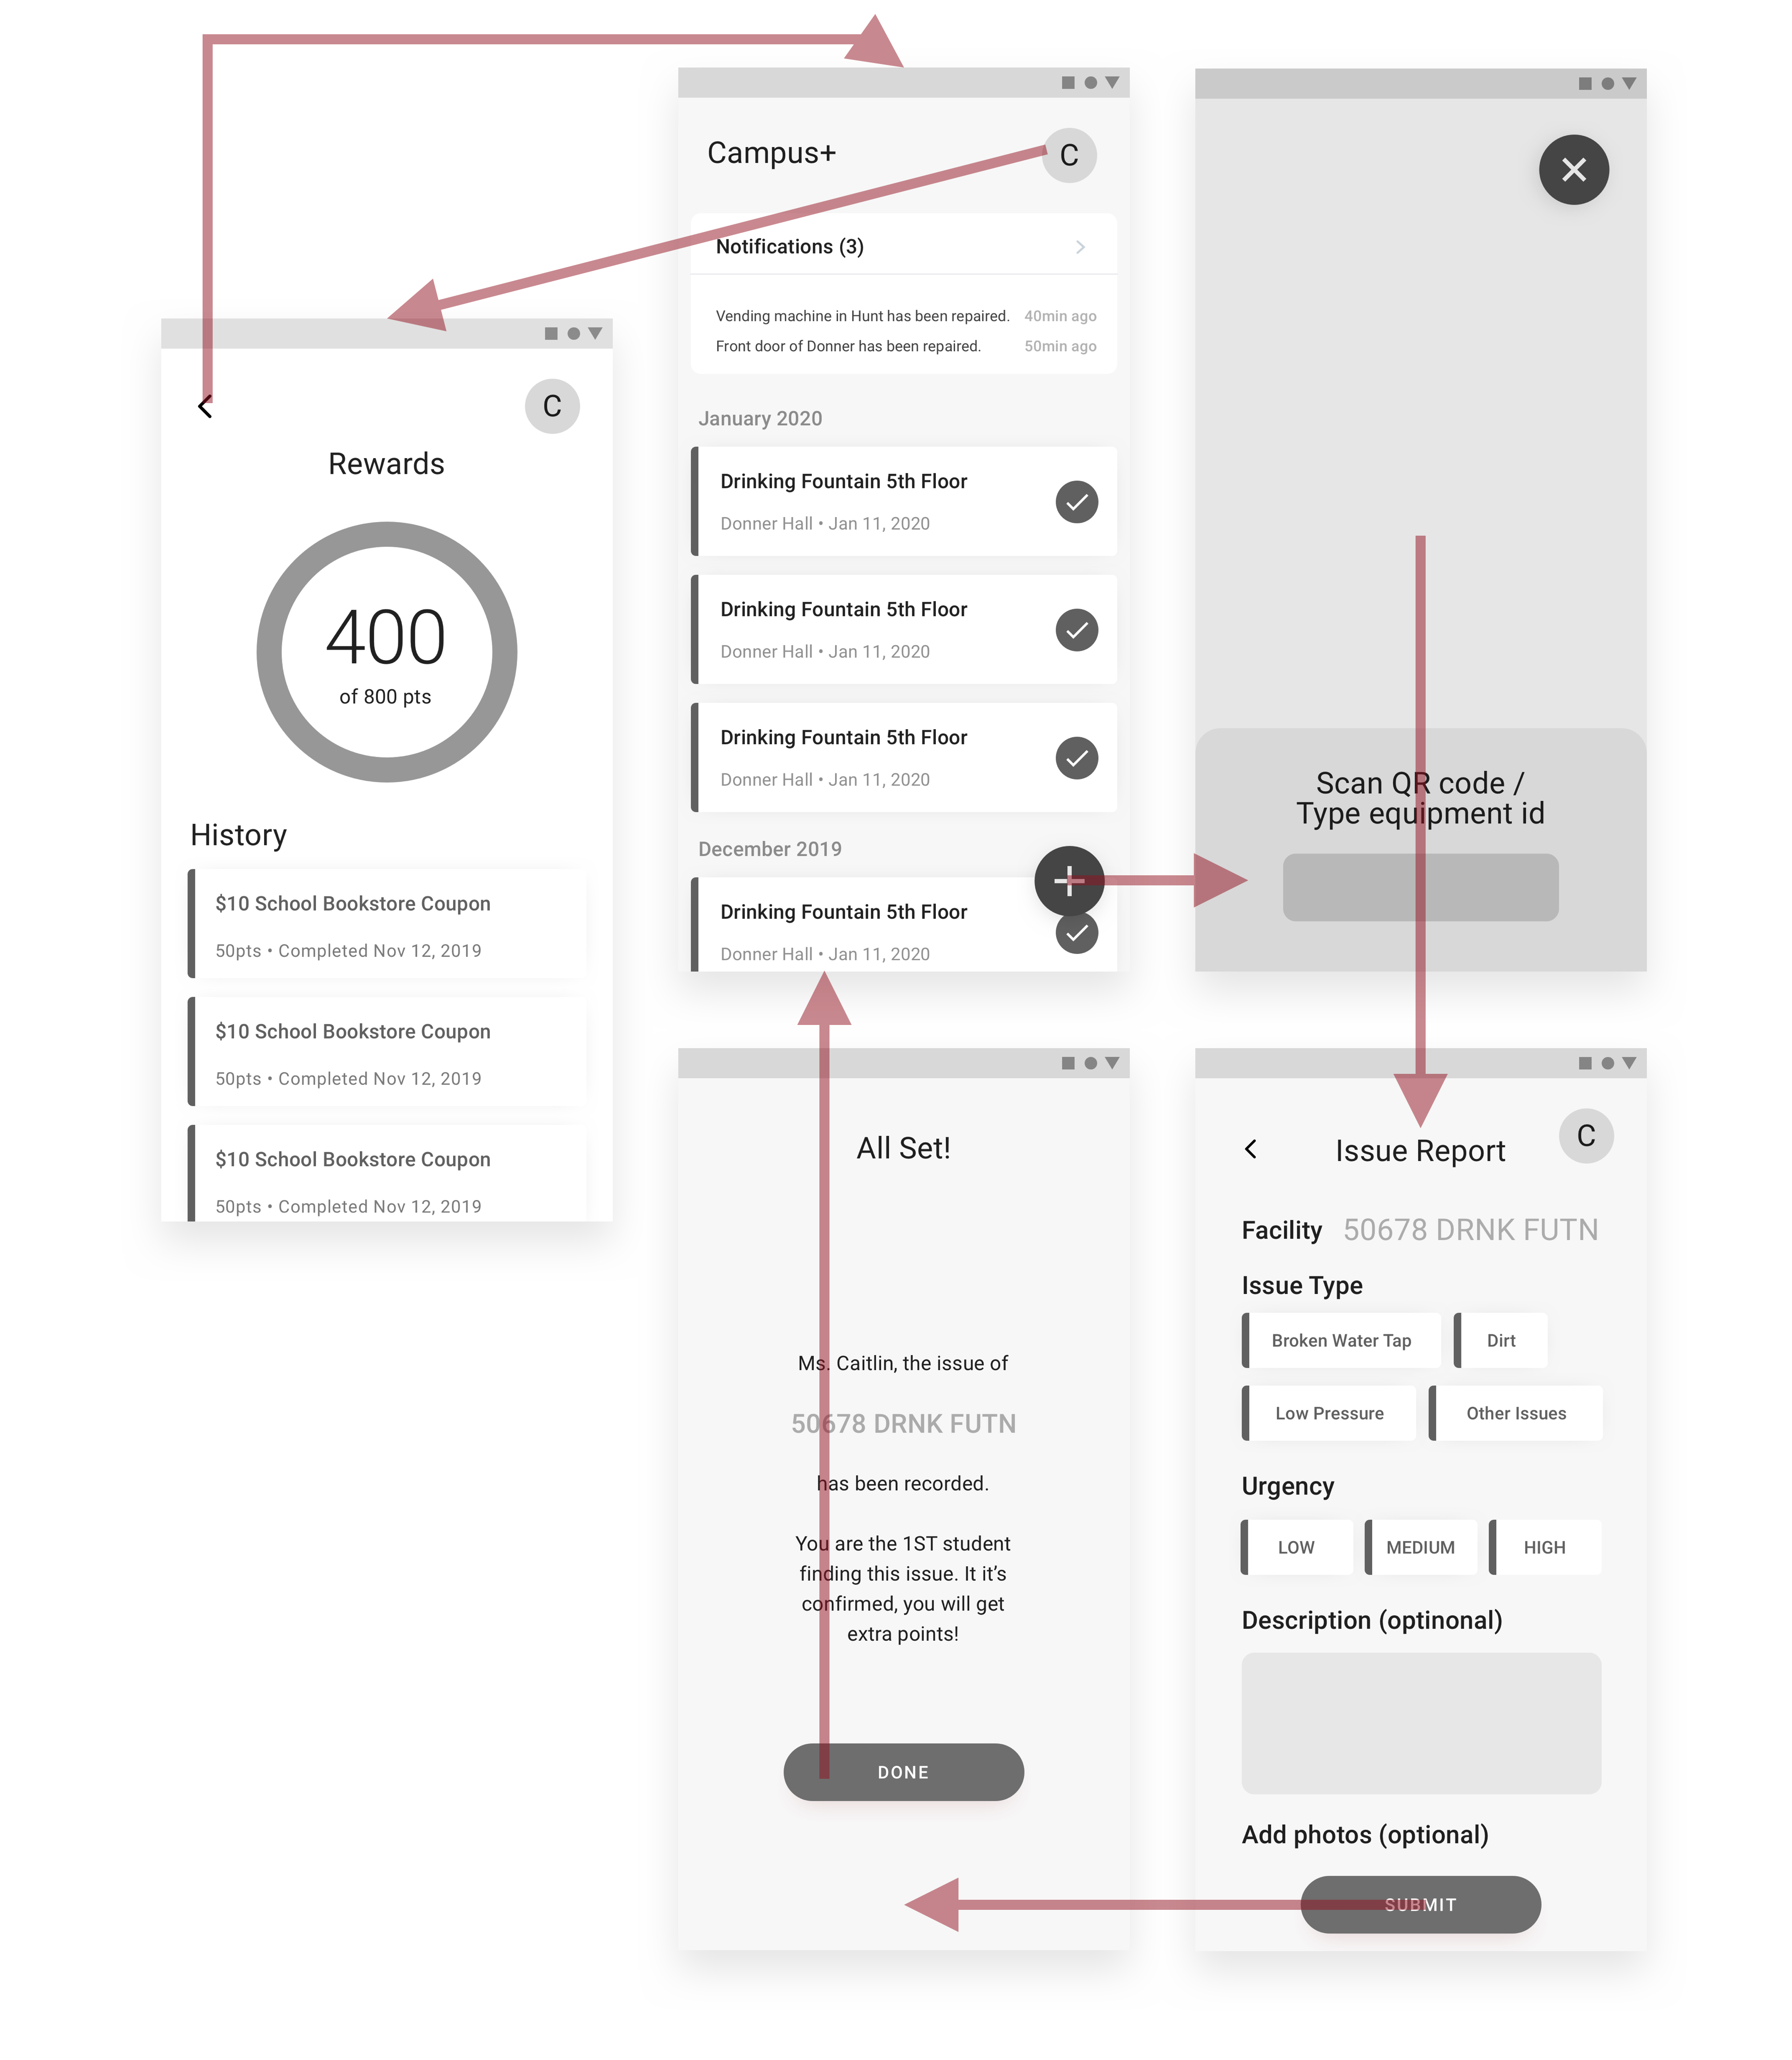 Campus+
C
Notifications (3)
Vending machine in Hunt has been repaired. 40min ago
Front door of Donner has been repaired. 50min ago
January 2020
Drinking Fountain 5th Floor
Donner Hall • Jan 11, 2020
Drinking Fountain 5th Floor
Donner Hall • Jan 11, 2020
Drinking Fountain 5th Floor
Donner Hall • Jan 11, 2020
December 2019
Drinking Fountain 5th Floor
Donner Hall • Jan 11, 2020
C
Rewards
400
of 800 pts
History
$10 School Bookstore Coupon
50pts • Completed Nov 12, 2019
$10 School Bookstore Coupon
50pts • Completed Nov 12, 2019
$10 School Bookstore Coupon
50pts • Completed Nov 12, 2019
Scan QR code /
Type equipment id
Issue Report
C
Facility 50678 DRNK FUTN
Issue Type
Broken Water Tap Dirt
Low Pressure Other Issues
Urgency
LOW MEDIUM HIGH
Description (optinonal)
Add photos (optional)
SUBMIT
All Set!
Ms. Caitlin, the issue of
50678 DRNK FUTN
has been recorded.
You are the 1ST student
finding this issue. It it’s
confirmed, you will get
extra points!
DONE